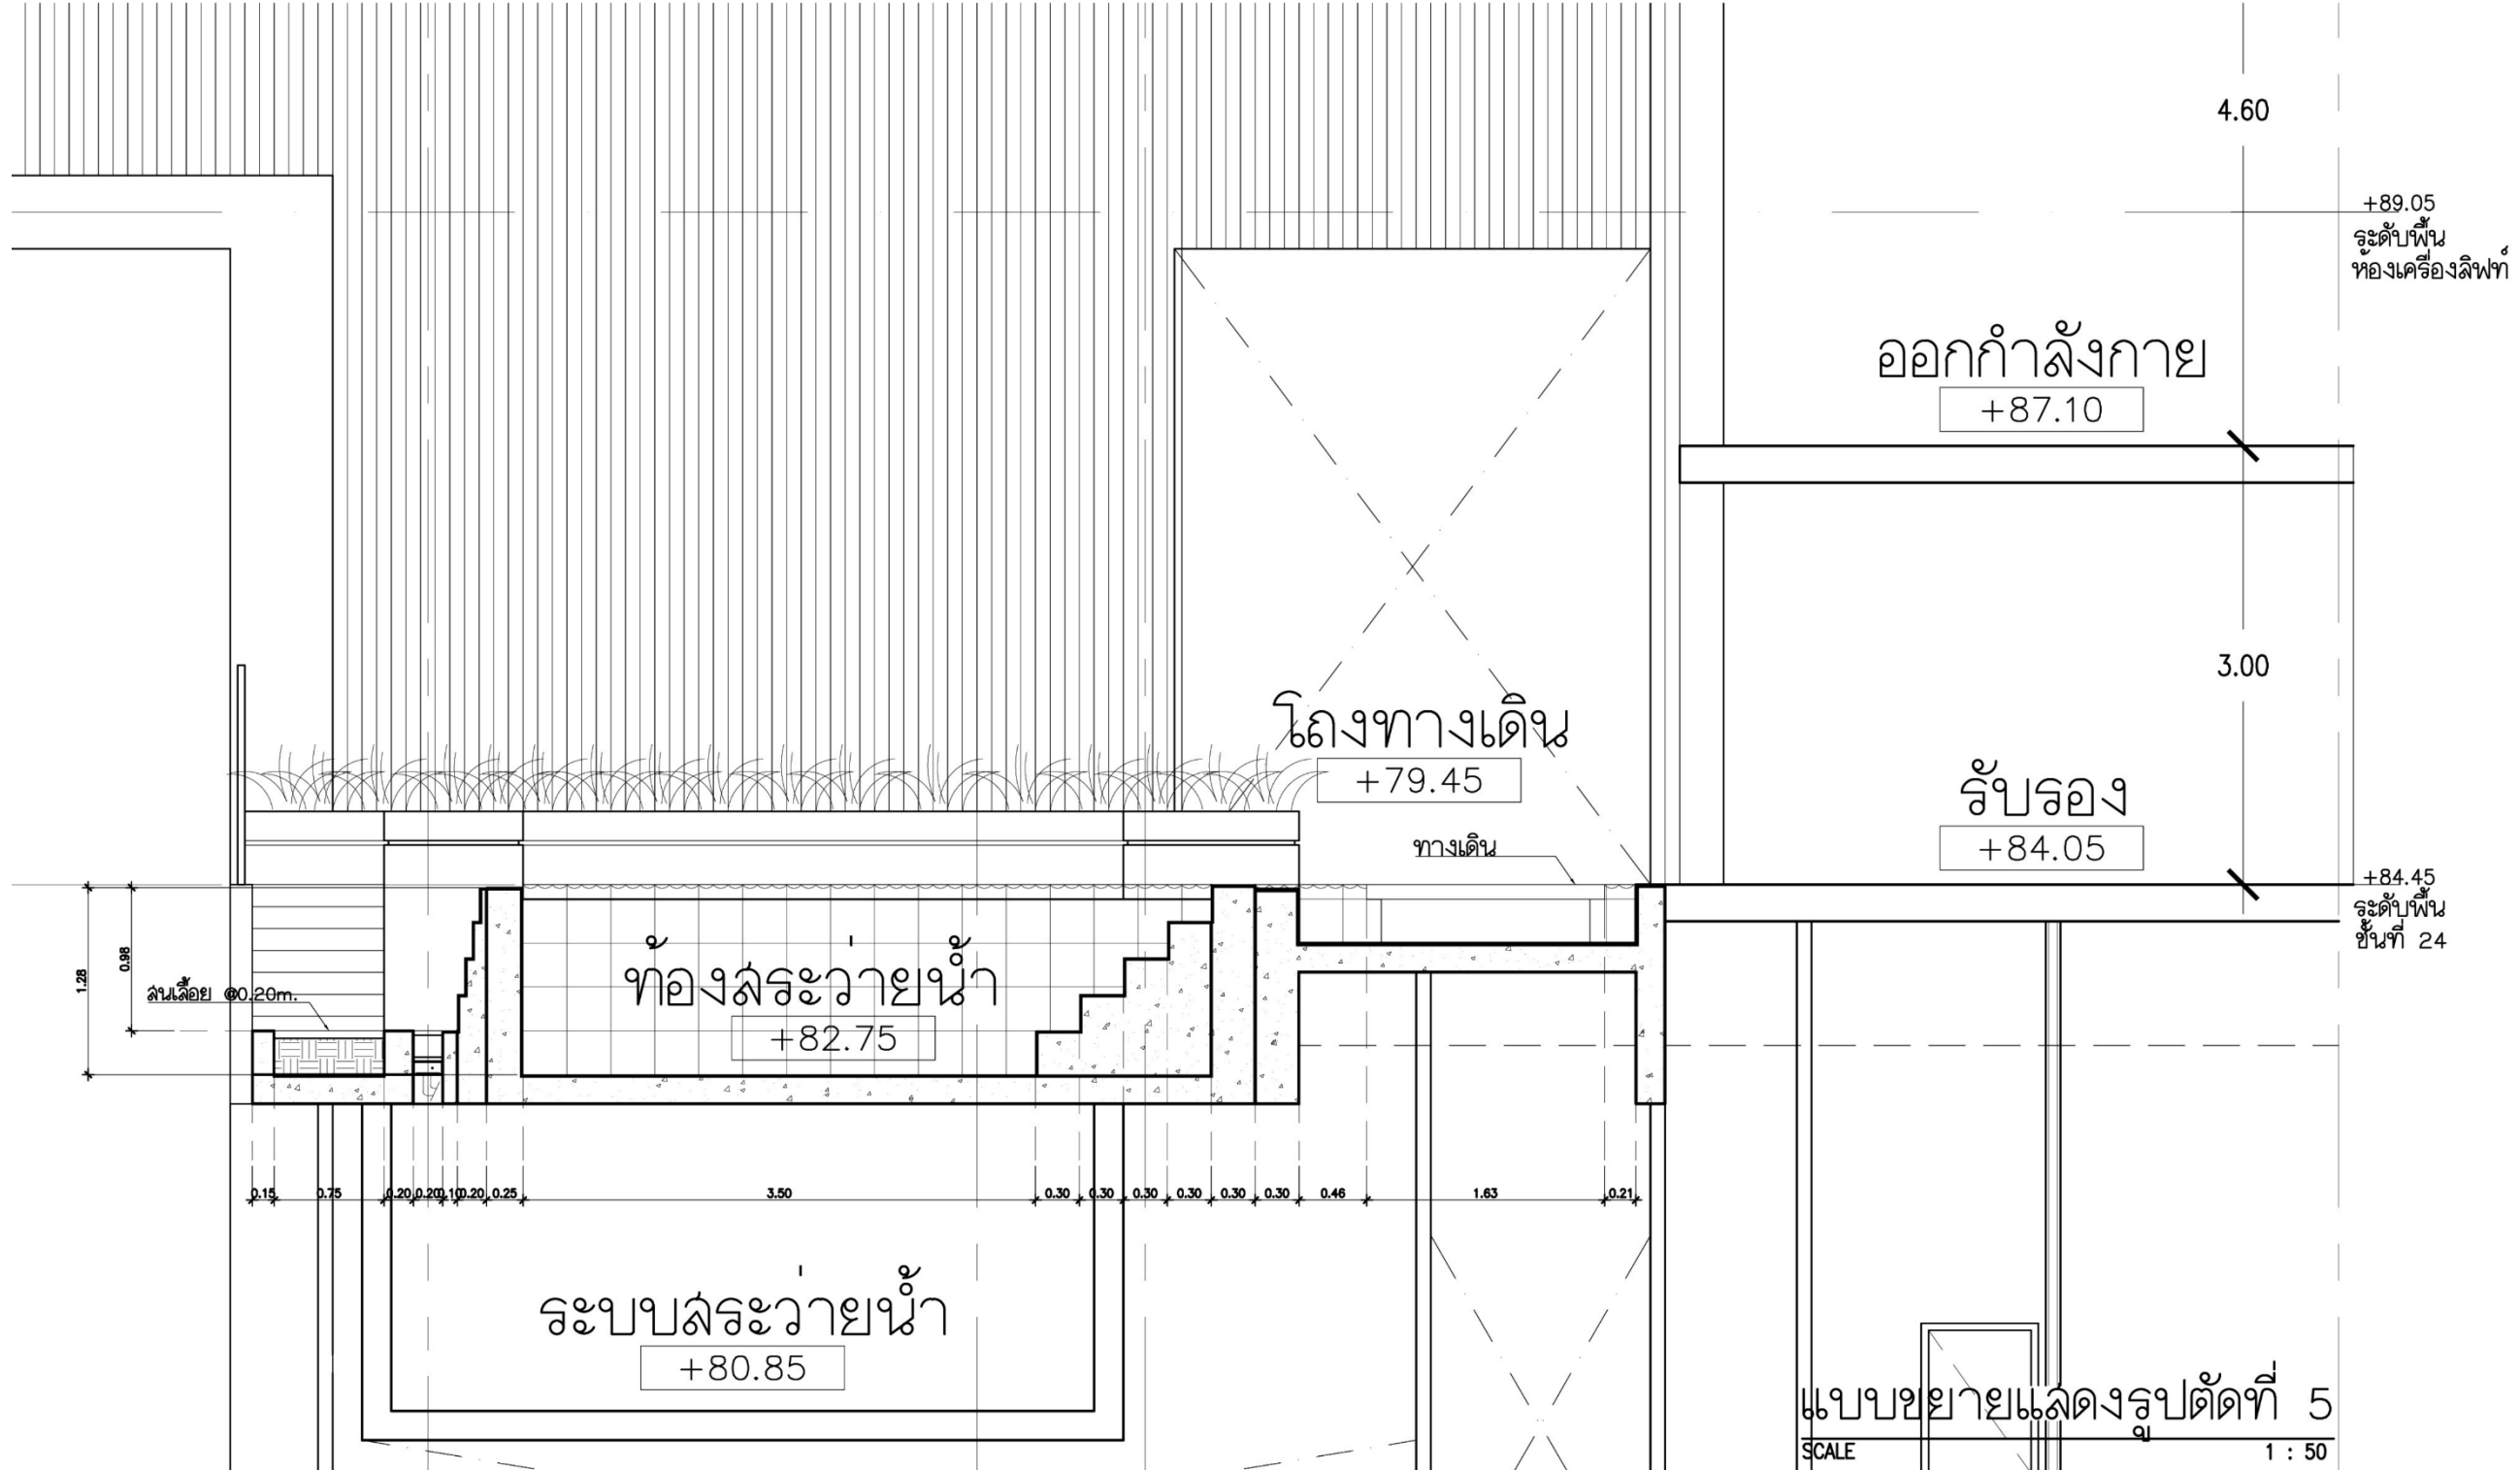 4.60
+89.05
ระดับพื้น
ห้องเครื่องลิฟท์
ออกกำลังกาย
+87.10
3.00
โถงทางเดิน
+79.45
รับรอง
+84.05
ทางเดิน
+84.45
ระดับพื้น
ชั้นที่ 24
1.28
0.98
สนเลื้อย @0.20m.
ท้องสระว่ายน้ำ
+82.75
0.15 0.75 0.20 0.20 0.10 0.20 0.25 3.50 0.30 0.30 0.30 0.30 0.30 0.30 0.46 1.63 0.21
ระบบสระว่ายน้ำ
+80.85
แบบขยายแสดงรูปตัดที่ 5
SCALE 1 : 50